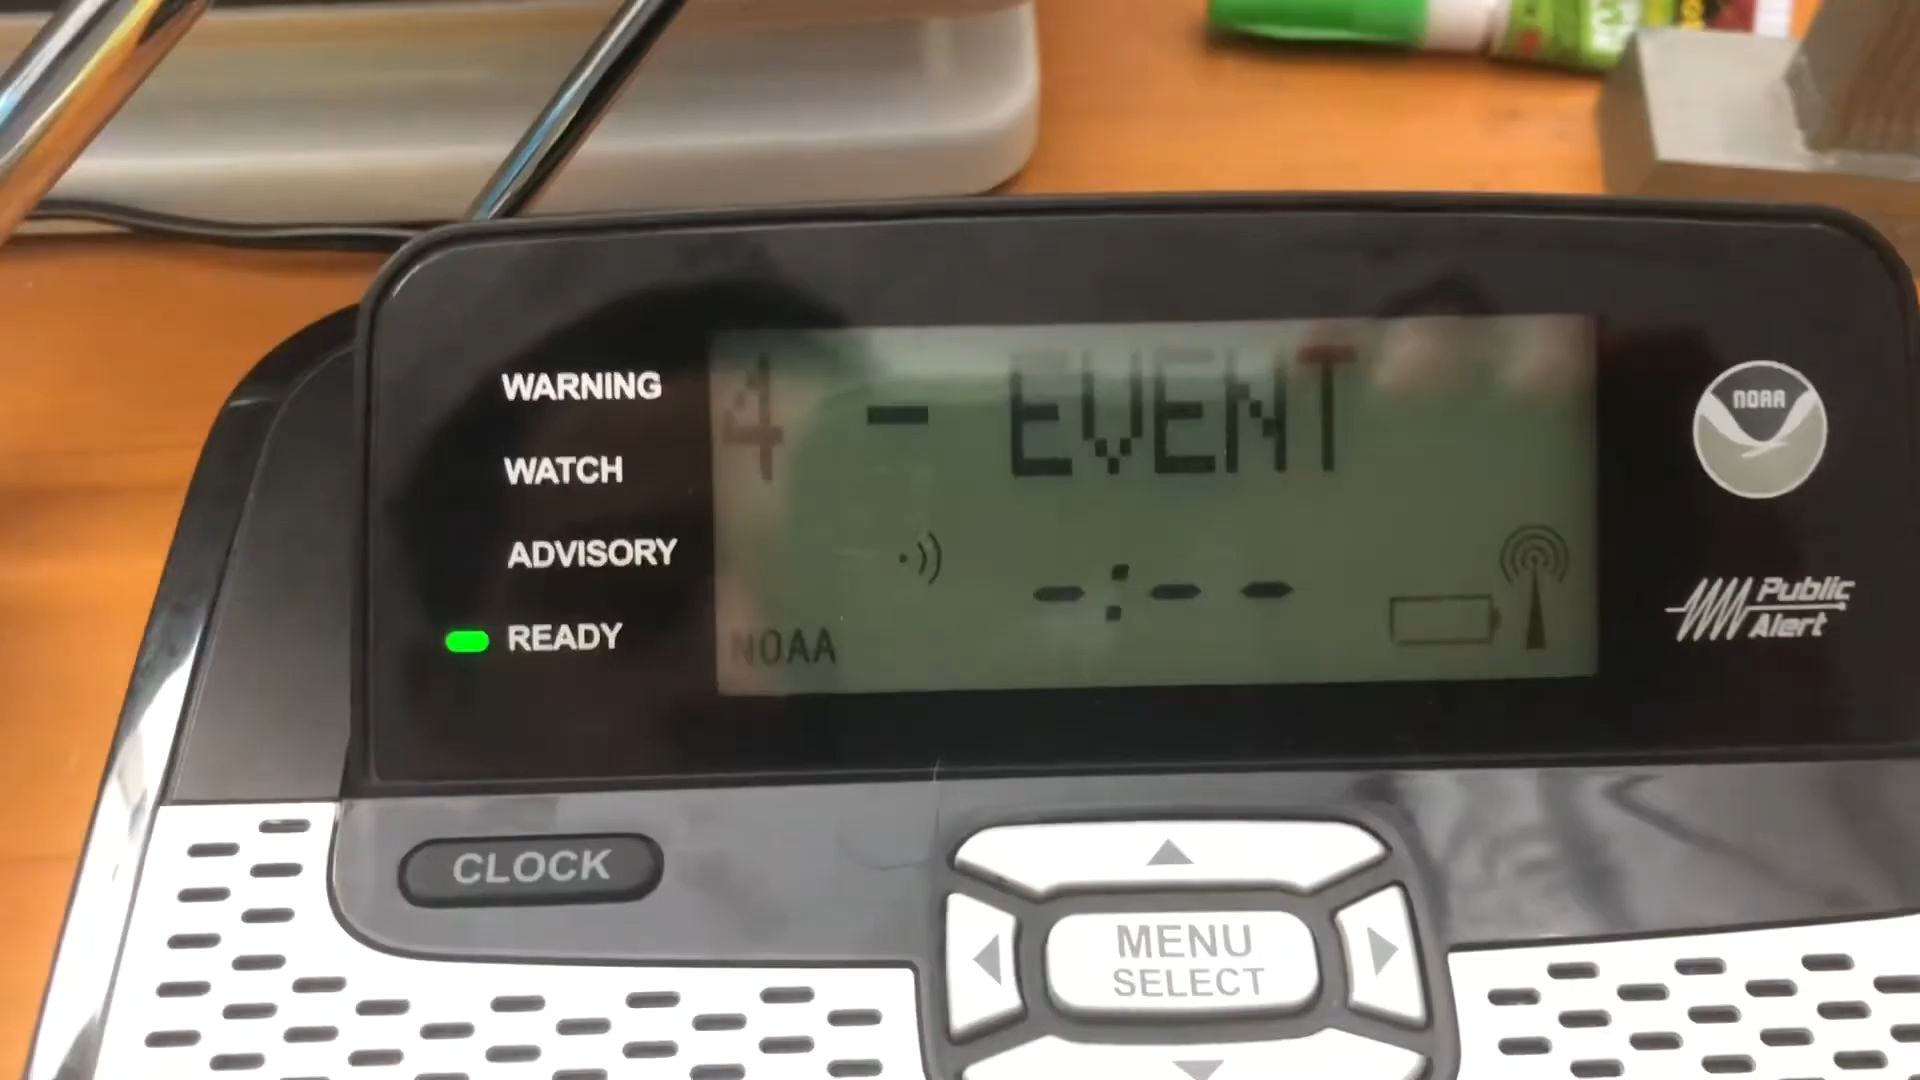 WARNING
WATCH
ADVISORY
READY
4 - EVENT
-:--
NOAA
NOAA
Public
Alert
CLOCK
MENU
SELECT